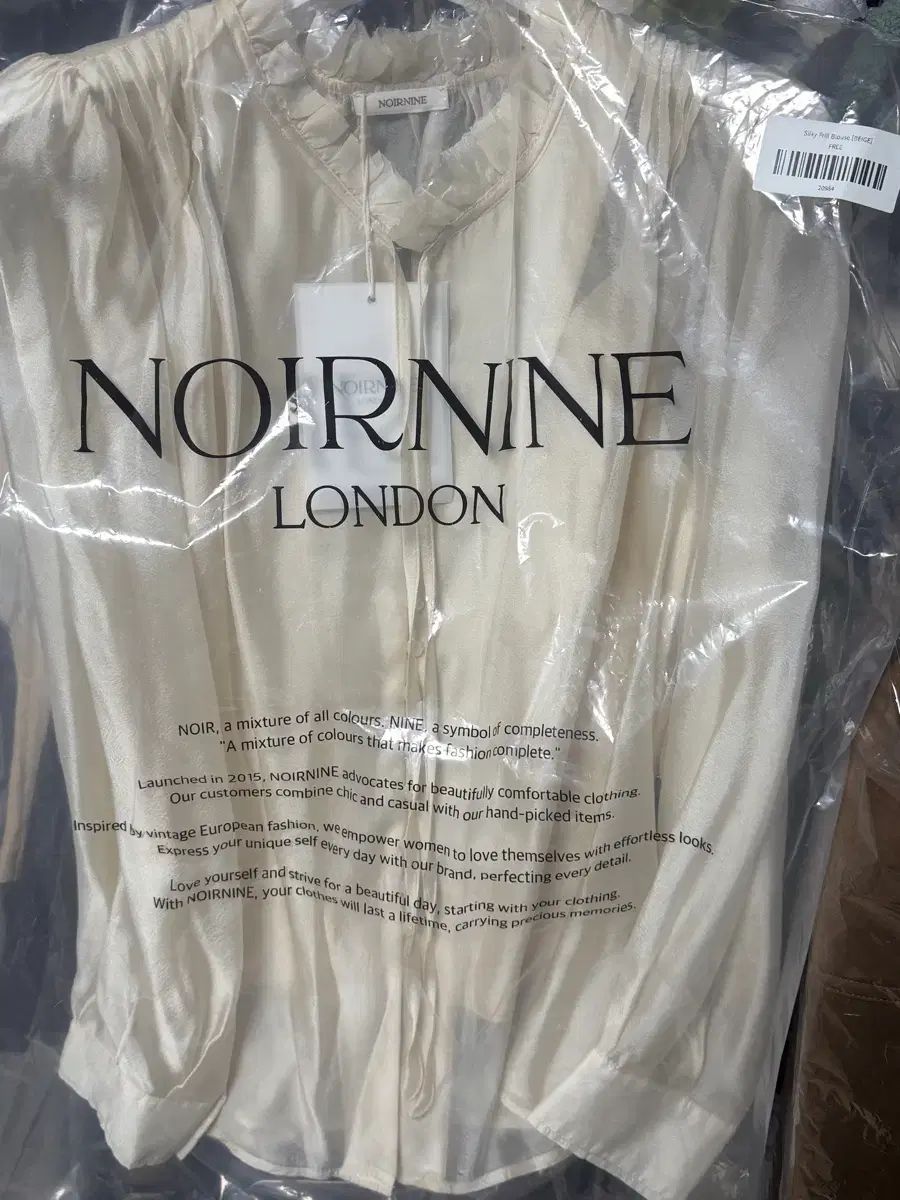 NOIRNINE
Silky Frill Blouse [BEIGE]
FREE
20984
NOIRNINE
LONDON
NOIR, a mixture of all colours. NINE, a symbol of completeness.
"A mixture of colours that makes fashion complete."
Launched in 2015, NOIRNINE advocates for beautifully comfortable clothing.
Our customers combine chic and casual with our hand-picked items.
Inspired by vintage European fashion, we empower women to love themselves with effortless looks.
Express your unique self every day with our brand, perfecting every detail.
Love yourself and strive for a beautiful day, starting with your clothing.
With NOIRNINE, your clothes will last a lifetime, carrying precious memories.